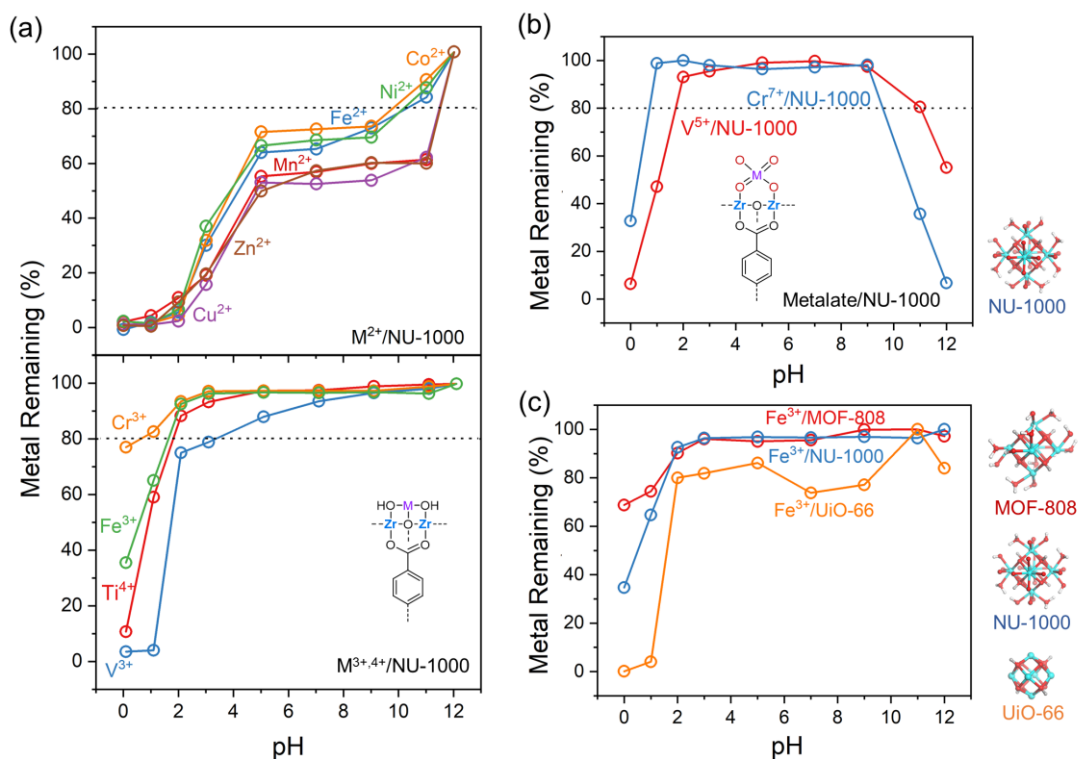 (a)
Metal Remaining (%)
100
80
60
40
20
0
Co²⁺
Ni²⁺
Fe²⁺
Mn²⁺
Zn²⁺
Cu²⁺
M²⁺/NU-1000
100
80
60
40
20
0
Cr³⁺
Fe³⁺
Ti⁴⁺
V³⁺
HO M OH
Zr O Zr
O O
M³⁺,⁴⁺/NU-1000
0 2 4 6 8 10 12
pH
(b)
Metal Remaining (%)
100
80
60
40
20
0
Cr⁷⁺/NU-1000
V⁵⁺/NU-1000
O O
M
O O
Zr O Zr
O O
Metalate/NU-1000
0 2 4 6 8 10 12
pH
NU-1000
(c)
Metal Remaining (%)
100
80
60
40
20
0
Fe³⁺/MOF-808
Fe³⁺/NU-1000
Fe³⁺/UiO-66
0 2 4 6 8 10 12
pH
MOF-808
NU-1000
UiO-66